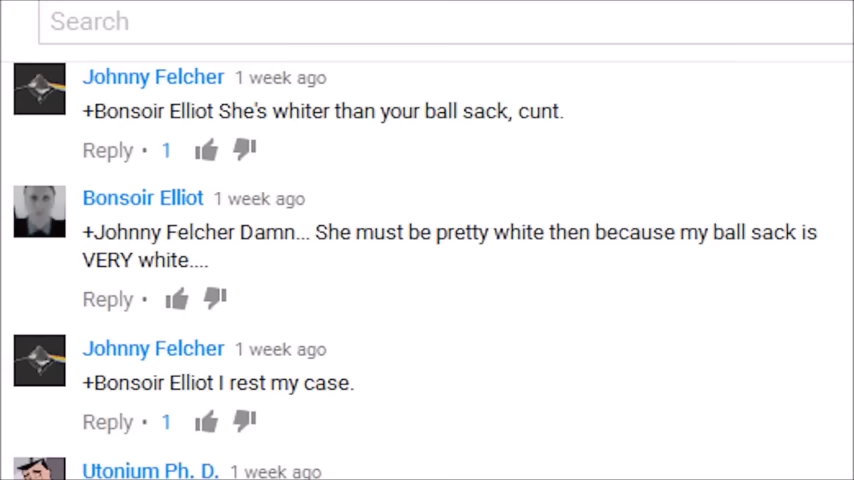 Search
Johnny Felcher 1 week ago
+Bonsoir Elliot She's whiter than your ball sack, cunt.
Reply • 1
Bonsoir Elliot 1 week ago
+Johnny Felcher Damn... She must be pretty white then because my ball sack is
VERY white....
Reply •
Johnny Felcher 1 week ago
+Bonsoir Elliot I rest my case.
Reply • 1
Utonium Ph. D. 1 week ago